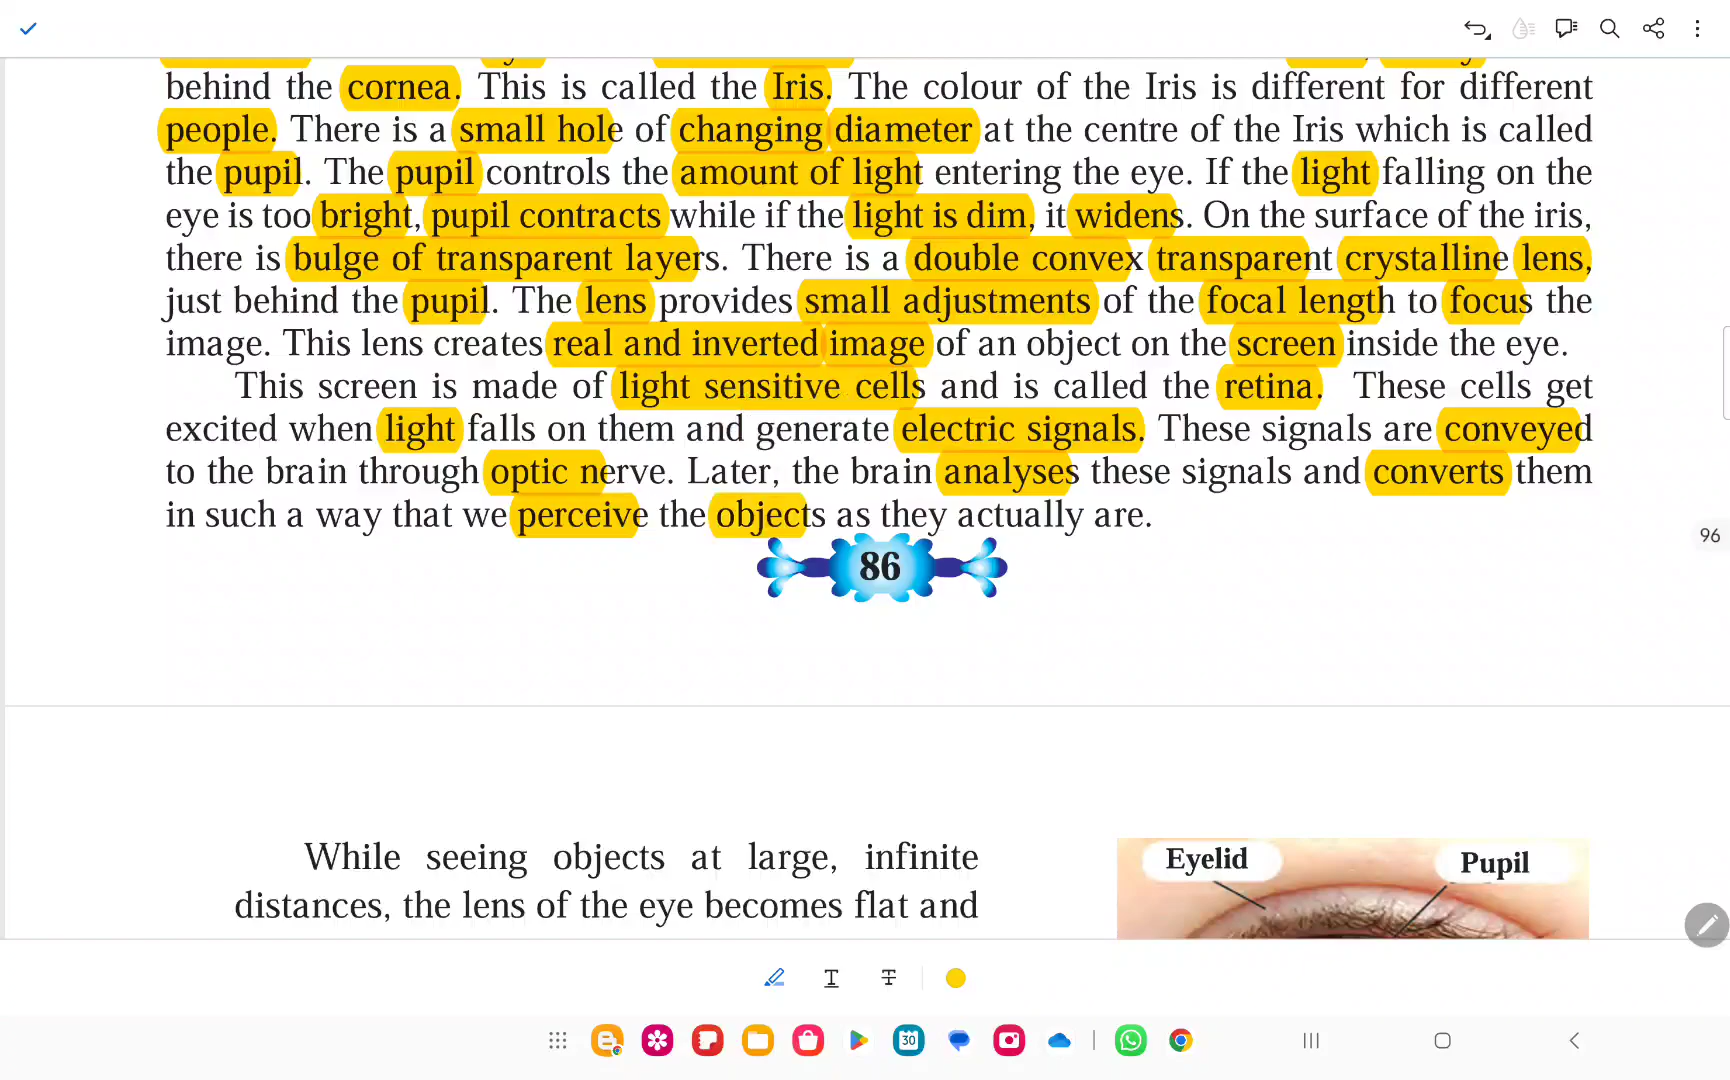 behind the cornea. This is called the Iris. The colour of the Iris is different for different
people. There is a small hole of changing diameter at the centre of the Iris which is called
the pupil. The pupil controls the amount of light entering the eye. If the light falling on the
eye is too bright, pupil contracts while if the light is dim, it widens. On the surface of the iris,
there is bulge of transparent layers. There is a double convex transparent crystalline lens,
just behind the pupil. The lens provides small adjustments of the focal length to focus the
image. This lens creates real and inverted image of an object on the screen inside the eye.
This screen is made of light sensitive cells and is called the retina. These cells get
excited when light falls on them and generate electric signals. These signals are conveyed
to the brain through optic nerve. Later, the brain analyses these signals and converts them
in such a way that we perceive the objects as they actually are.
96
86
While seeing objects at large, infinite
distances, the lens of the eye becomes flat and
Eyelid
Pupil
T
T
30